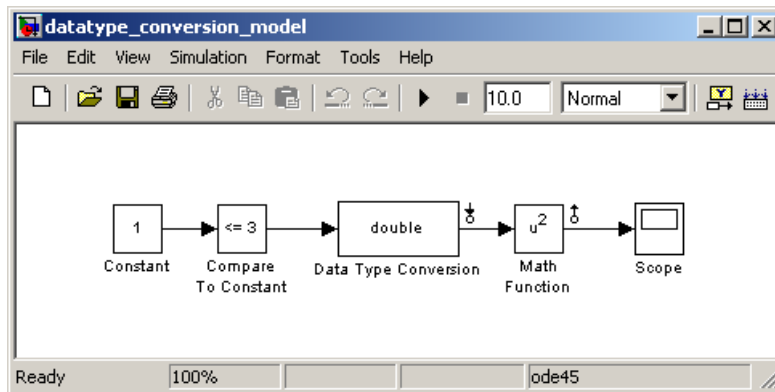 datatype_conversion_model
File Edit View Simulation Format Tools Help
10.0 Normal
1
<= 3
double
u²
Constant
Compare
To Constant
Data Type Conversion
Math
Function
Scope
Ready 100% ode45